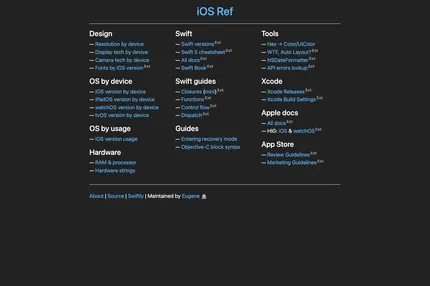 iOS Ref
Design
— Resolution by device
— Display tech by device
— Camera tech by device
— Fonts by iOS version Ext
OS by device
— iOS version by device
— iPadOS version by device
— watchOS version by device
— tvOS version by device
OS by usage
— iOS version usage
Hardware
— RAM & processor
— Hardware strings
Swift
— Swift versions Ext
— Swift 5 cheatsheet Ext
— All docs Ext
— Swift Book Ext
Swift guides
— Closures (mini) Ext
— Functions Ext
— Control flow Ext
— Dispatch Ext
Guides
— Entering recovery mode
— Objective-C block syntax
Tools
— Hex → Color/UIColor
— WTF, Auto Layout? Ext
— NSDateFormatter Ext
— API errors lookup Ext
Xcode
— Xcode Releases Ext
— Xcode Build Settings Ext
Apple docs
— All docs Ext
— HIG: iOS & watchOS Ext
App Store
— Review Guidelines Ext
— Marketing Guidelines Ext
About | Source | Swiftly | Maintained by Eugene